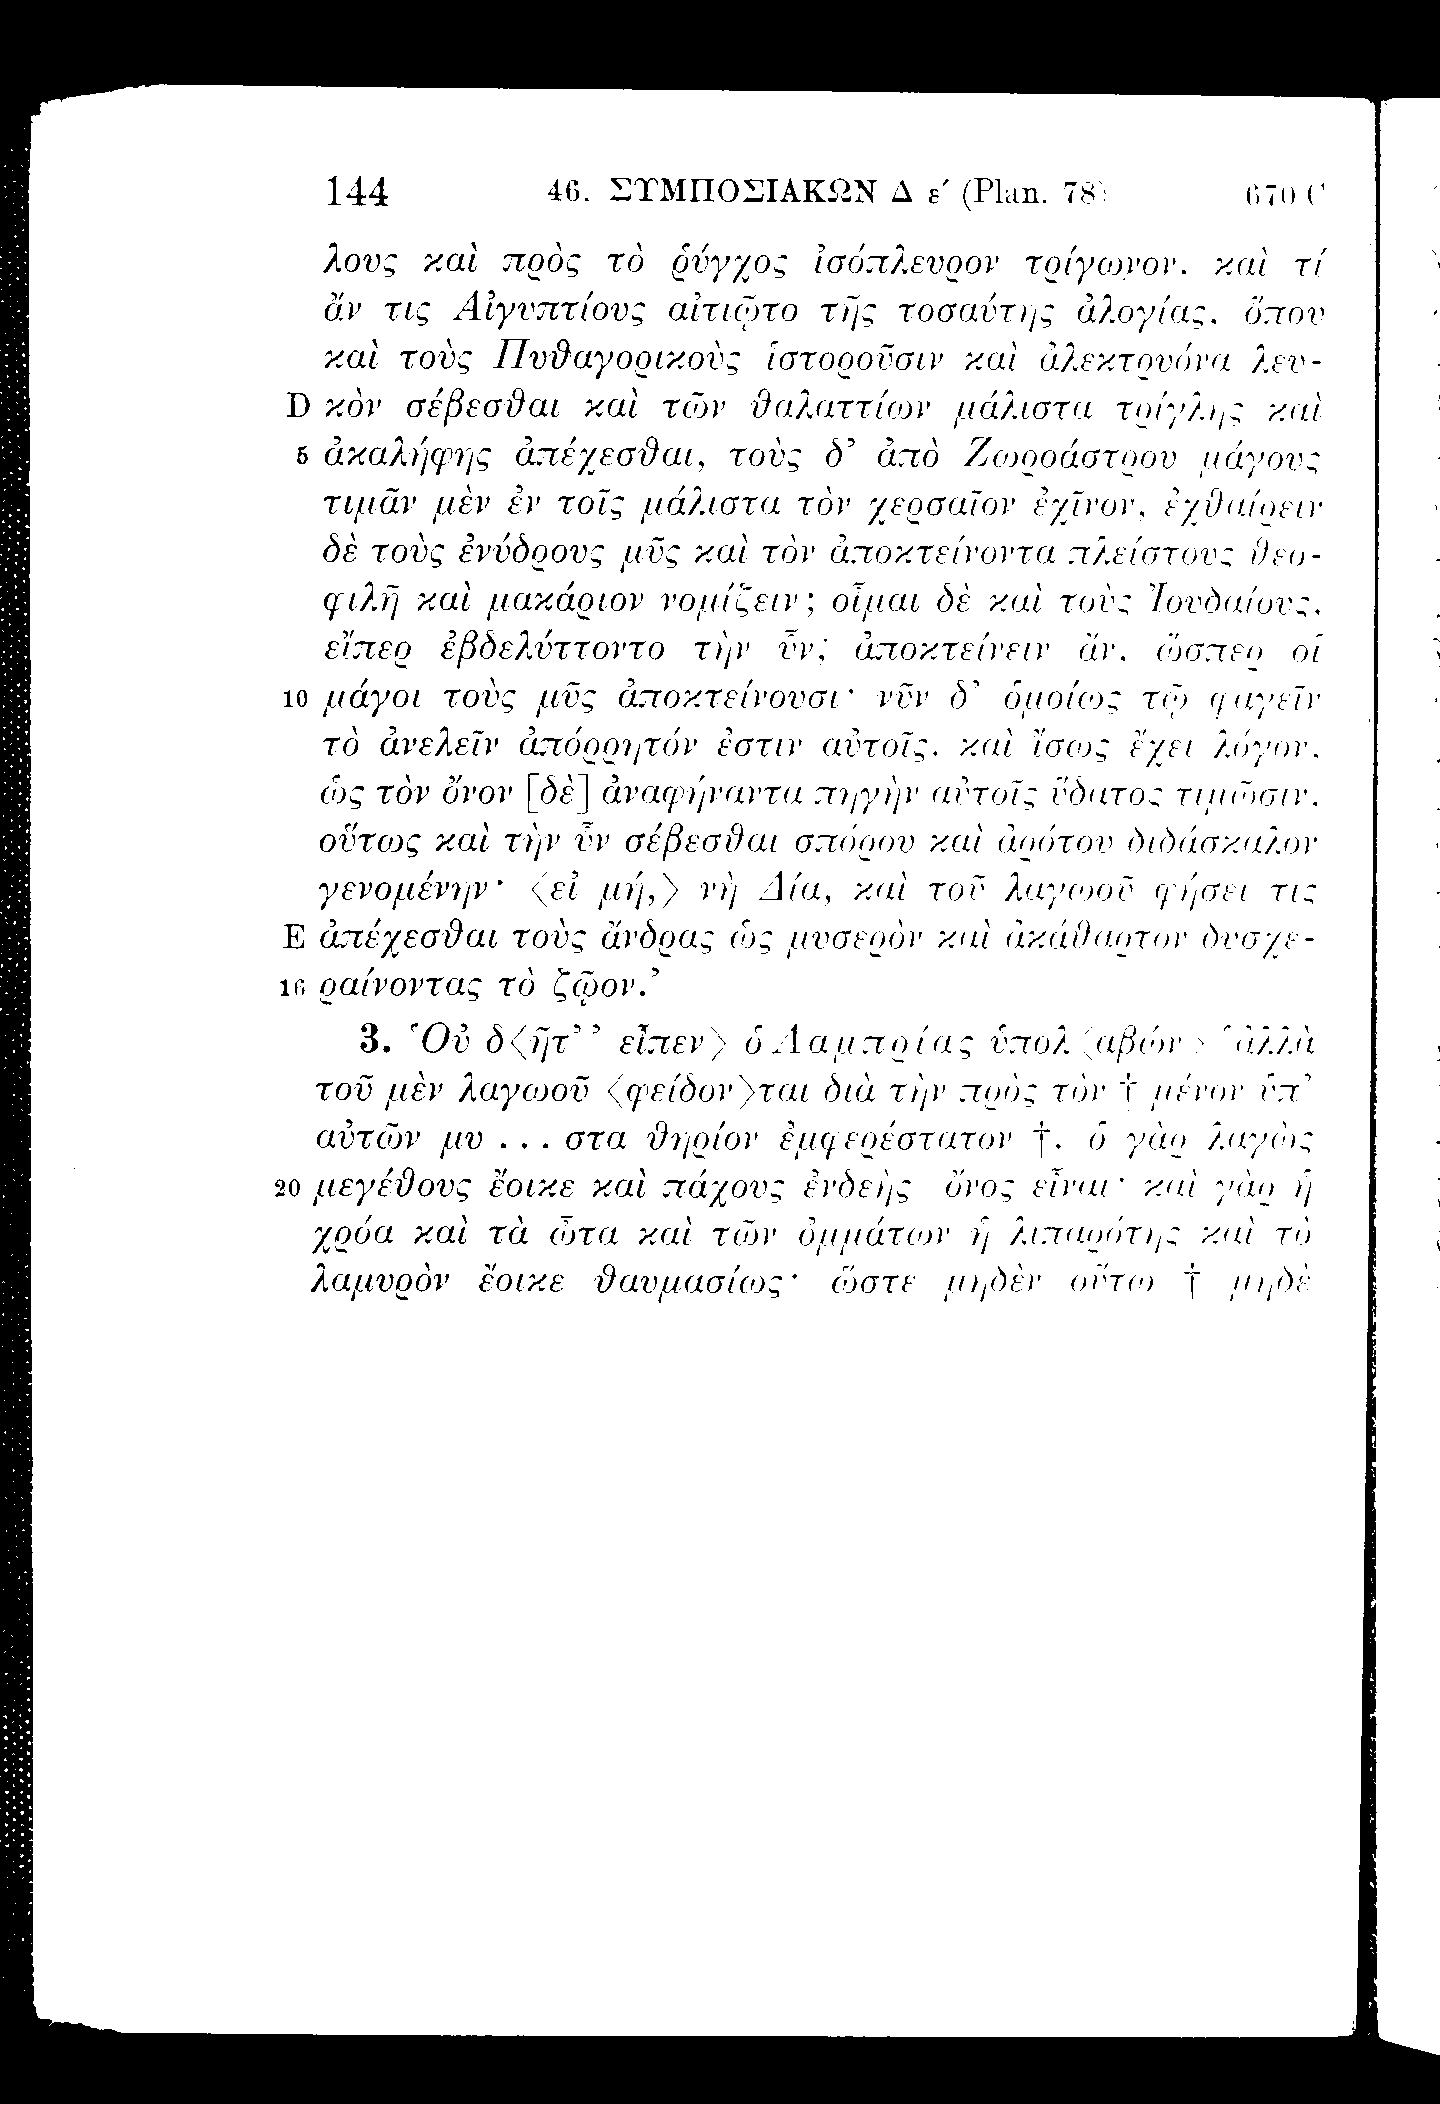 144 46. ΣΥΜΠΟΣΙΑΚΩΝ Δ ε´ (Plan. 78) 670 C
λους καὶ πρὸς τὸ ῥύγχος ἰσόπλευρον τρίγωνον. καὶ τί
ἄν τις Αἰγυπτίους αἰτιῷτο τῆς τοσαύτης ἀλογίας, ὅπου
καὶ τοὺς Πυθαγορικοὺς ἱστοροῦσιν καὶ ἀλεκτρυόνα λευ-
D κὸν σέβεσθαι καὶ τῶν θαλαττίων μάλιστα τρίγλης καὶ
5 ἀκαλήφης ἀπέχεσθαι, τοὺς δ’ ἀπὸ Ζωροάστρου μάγους
τιμᾶν μὲν ἐν τοῖς μάλιστα τὸν χερσαῖον ἐχῖνον, ἐχθαίρειν
δὲ τοὺς ἐνύδρους μῦς καὶ τὸν ἀποκτείνοντα πλείστους θεο-
φιλῆ καὶ μακάριον νομίζειν; οἶμαι δὲ καὶ τοὺς Ἰουδαίους,
εἴπερ ἐβδελύττοντο τὴν ὗν, ἀποκτείνειν ἄν, ὥσπερ οἱ
10 μάγοι τοὺς μῦς ἀποκτείνουσι· νῦν δ’ ὁμοίως τῷ φαγεῖν
τὸ ἀνελεῖν ἀπόρρητόν ἐστιν αὐτοῖς. καὶ ἴσως ἔχει λόγον,
ὡς τὸν ὄνον [δὲ] ἀναφήναντα πηγὴν αὐτοῖς ὕδατος τιμῶσιν,
οὕτως καὶ τὴν ὗν σέβεσθαι σπόρου καὶ ἀρότου διδάσκαλον
γενομένην· ⟨εἰ μή,⟩ νὴ Δία, καὶ τοῦ λαγωοῦ φήσει τις
E ἀπέχεσθαι τοὺς ἄνδρας ὡς μυσερὸν καὶ ἀκάθαρτον δυσχε-
16 ραίνοντας τὸ ζῷον.’
3. ‘Οὐ δ⟨ῆτ’’ εἶπεν⟩ ὁ Λαμπρίας ὑπολ⟨αβών⟩ ‘ἀλλὰ
τοῦ μὲν λαγωοῦ ⟨φείδον⟩ται διὰ τὴν πρὸς τὸν † μένον ὑπ’
αὐτῶν μυ . . . στα θηρίον ἐμφερέστατον †. ὁ γὰρ λαγὼς
20 μεγέθους ἔοικε καὶ πάχους ἐνδεὴς ὄνος εἶναι· καὶ γὰρ ἡ
χρόα καὶ τὰ ὦτα καὶ τῶν ὀμμάτων ἡ λιπαρότης καὶ τὸ
λαμυρὸν ἔοικε θαυμασίως· ὥστε μηδὲν οὕτω † μηδὲ